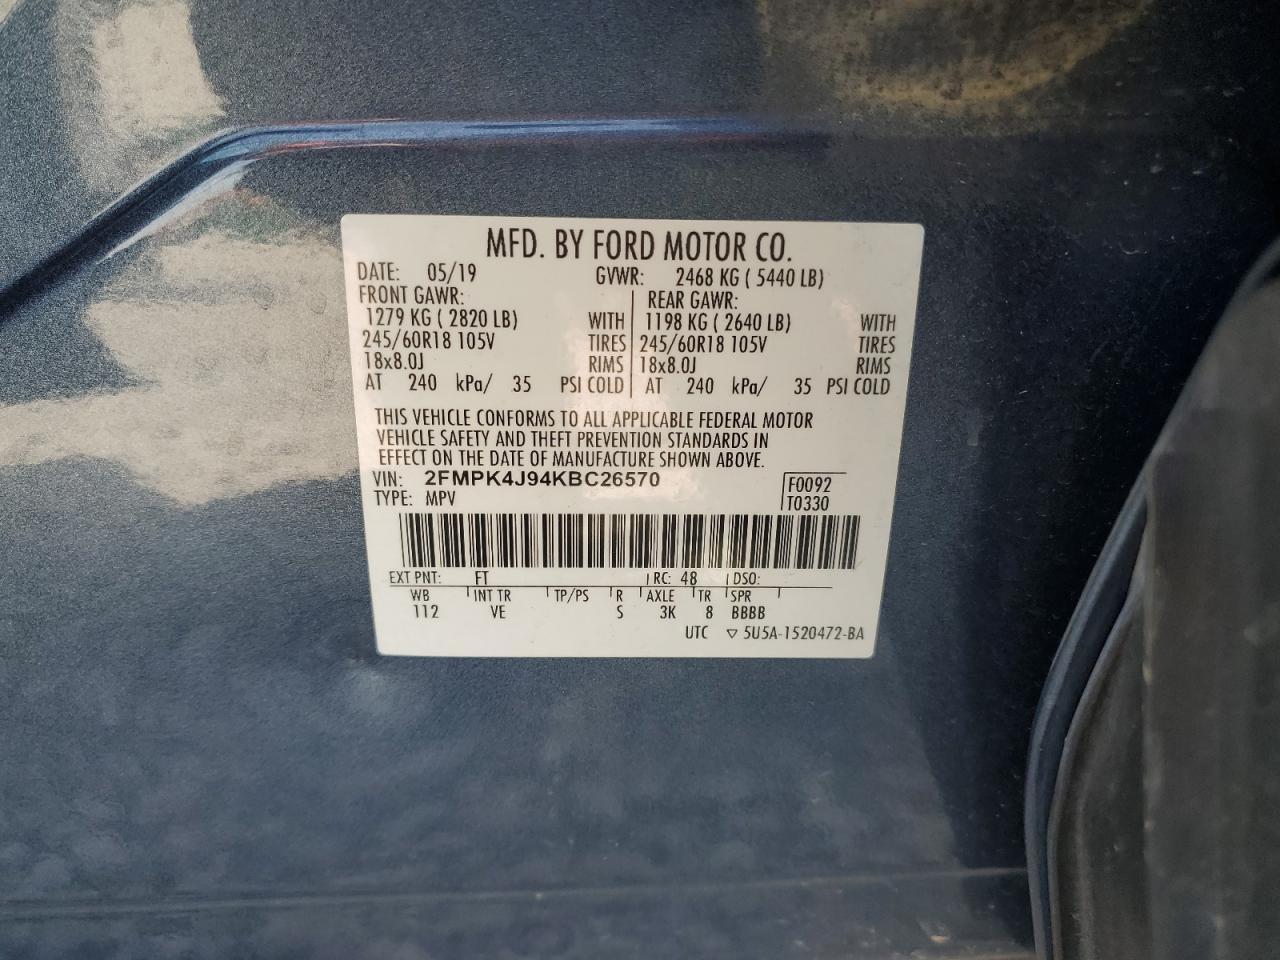 MFD. BY FORD MOTOR CO.
DATE: 05/19 GVWR: 2468 KG ( 5440 LB)
FRONT GAWR: REAR GAWR:
1279 KG ( 2820 LB) WITH 1198 KG ( 2640 LB) WITH
245/60R18 105V TIRES 245/60R18 105V TIRES
18x8.0J RIMS 18x8.0J RIMS
AT 240 kPa/ 35 PSI COLD AT 240 kPa/ 35 PSI COLD
THIS VEHICLE CONFORMS TO ALL APPLICABLE FEDERAL MOTOR
VEHICLE SAFETY AND THEFT PREVENTION STANDARDS IN
EFFECT ON THE DATE OF MANUFACTURE SHOWN ABOVE.
VIN: 2FMPK4J94KBC26570 F0092
TYPE: MPV T0330
EXT PNT: FT RC: 48 DSO:
WB INT TR TP/PS R AXLE TR SPR
112 VE S 3K 8 BBBB
UTC ▽ 5U5A-1520472-BA